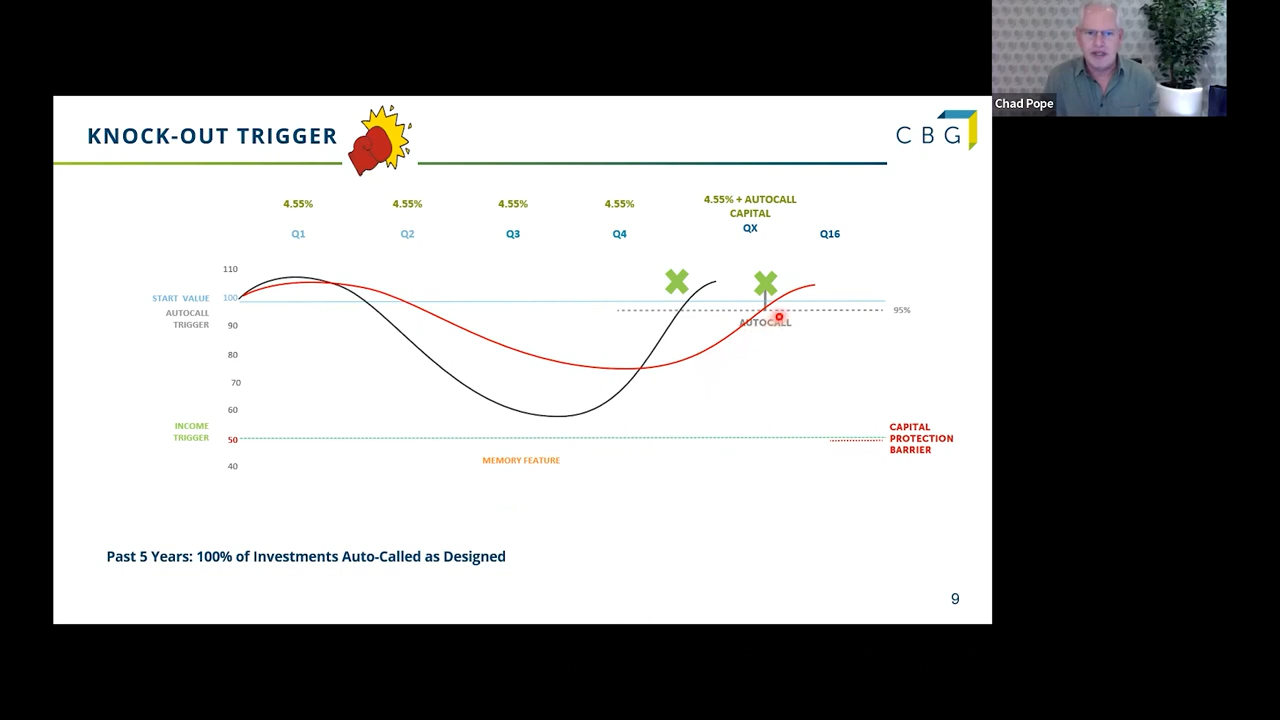 Chad Pope
KNOCK-OUT TRIGGER
CBG
4.55% 4.55% 4.55% 4.55% 4.55% + AUTOCALL
CAPITAL
Q1 Q2 Q3 Q4 QX Q16
110
START VALUE 100
AUTOCALL
TRIGGER
90
95%
AUTOCALL
80
70
60
INCOME
TRIGGER
50
CAPITAL
PROTECTION
BARRIER
MEMORY FEATURE
40
Past 5 Years: 100% of Investments Auto-Called as Designed
9